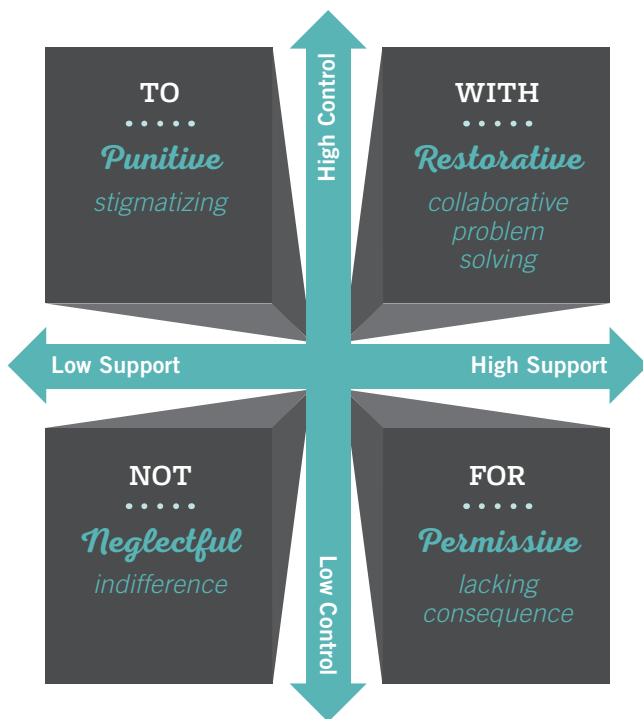 TO
Punitive
stigmatizing
High Control
WITH
Restorative
collaborative
problem
solving
Low Support
High Support
NOT
Neglectful
indifference
Low Control
FOR
Permissive
lacking
consequence